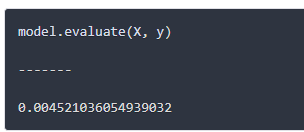 model.evaluate(X, y)
-------
0.004521036054939032